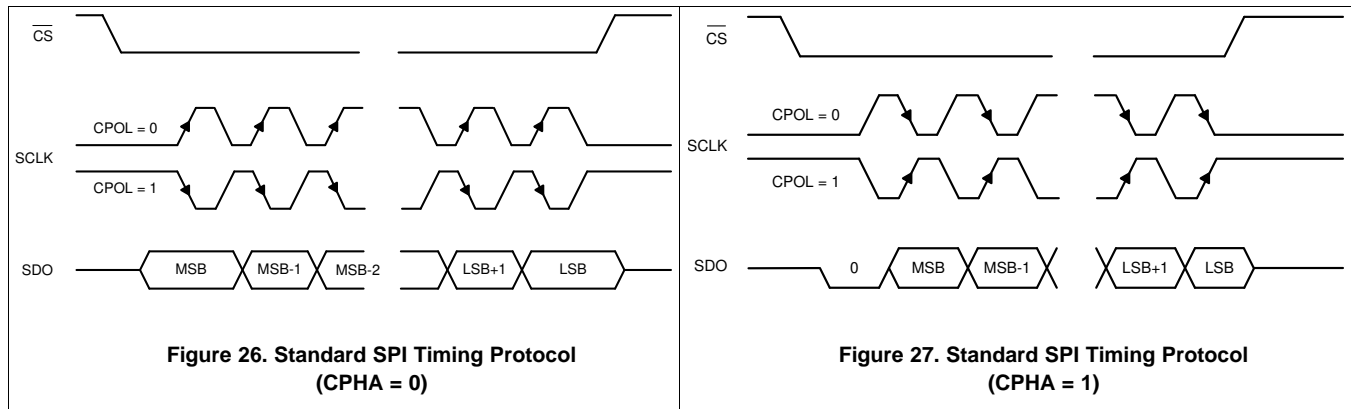 CS
CPOL = 0
SCLK
CPOL = 1
SDO
MSB MSB-1 MSB-2 LSB+1 LSB
Figure 26. Standard SPI Timing Protocol
(CPHA = 0)
CS
CPOL = 0
SCLK
CPOL = 1
SDO
0 MSB MSB-1 LSB+1 LSB
Figure 27. Standard SPI Timing Protocol
(CPHA = 1)